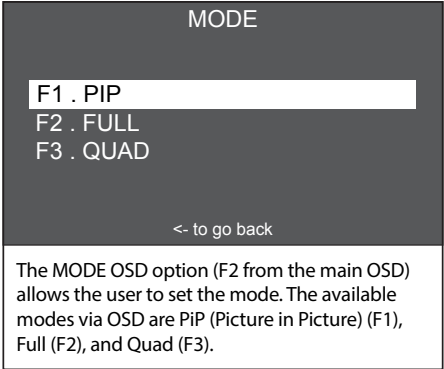 MODE
F1 . PIP
F2 . FULL
F3 . QUAD
<- to go back
The MODE OSD option (F2 from the main OSD)
allows the user to set the mode. The available
modes via OSD are PiP (Picture in Picture) (F1),
Full (F2), and Quad (F3).